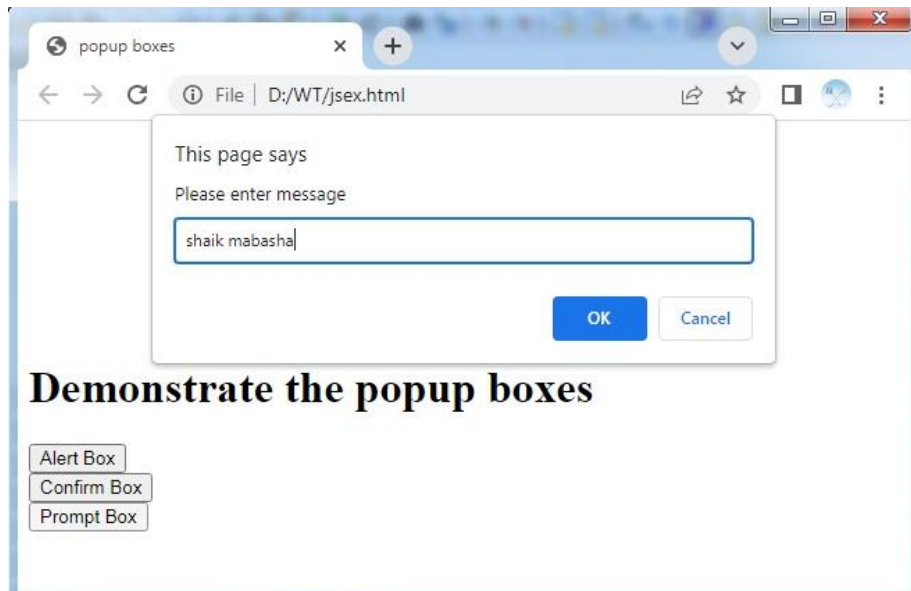 popup boxes
File | D:/WT/jsex.html
This page says
Please enter message
shaik mabasha
OK
Cancel
Demonstrate the popup boxes
Alert Box
Confirm Box
Prompt Box